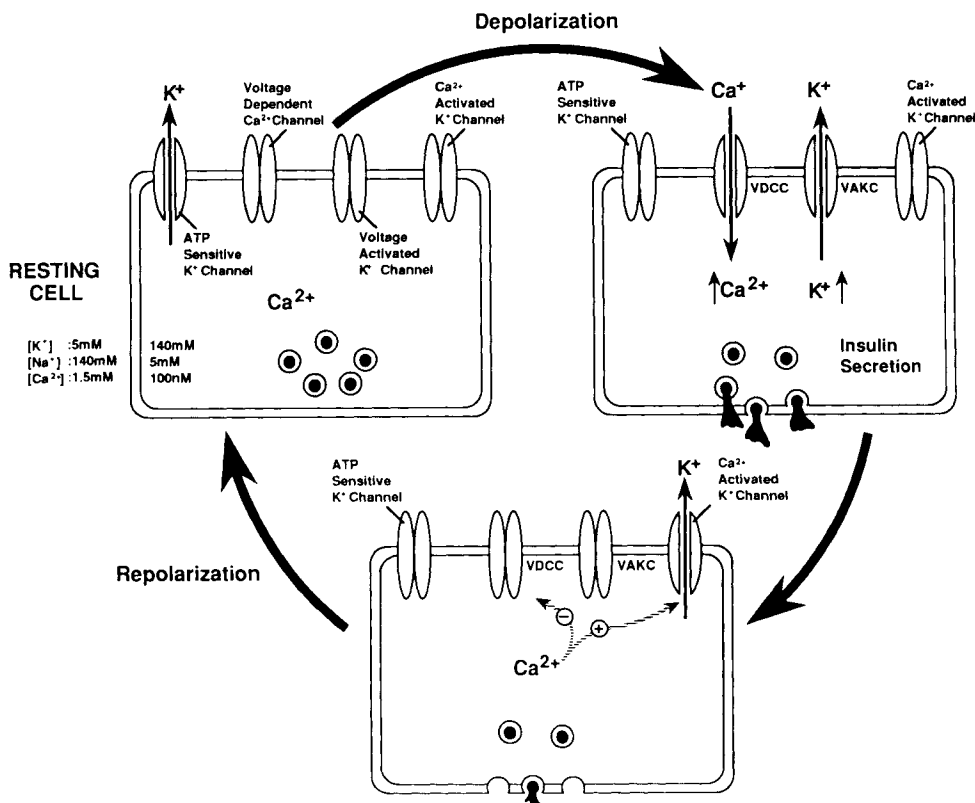 Depolarization
K+
Voltage
Dependent
Ca2+ Channel
Ca2+
Activated
K+ Channel
ATP
Sensitive
K+ Channel
Voltage
Activated
K+ Channel
RESTING
CELL
Ca2+
[K+] :5mM 140mM
[Na+] :140mM 5mM
[Ca2+] :1.5mM 100nM
ATP
Sensitive
K+ Channel
Ca+
K+
Ca2+
Activated
K+ Channel
VDCC
VAKC
Ca2+
K+
Insulin
Secretion
ATP
Sensitive
K+ Channel
K+
Ca2+
Activated
K+ Channel
VDCC
VAKC
Repolarization
−
+
Ca2+